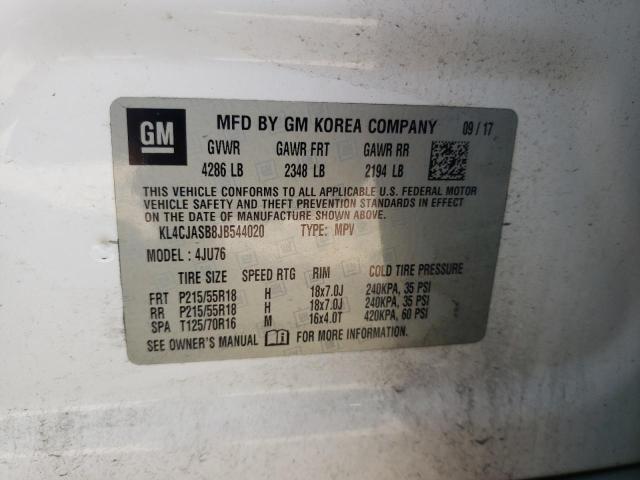 GM MFD BY GM KOREA COMPANY 09 / 17
GVWR GAWR FRT GAWR RR
4286 LB 2348 LB 2194 LB
THIS VEHICLE CONFORMS TO ALL APPLICABLE U.S. FEDERAL MOTOR
VEHICLE SAFETY AND THEFT PREVENTION STANDARDS IN EFFECT ON
THE DATE OF MANUFACTURE SHOWN ABOVE.
KL4CJASB8JB544020 TYPE: MPV
MODEL : 4JU76
TIRE SIZE SPEED RTG RIM COLD TIRE PRESSURE
FRT P215/55R18 H 18x7.0J 240KPA, 35 PSI
RR P215/55R18 H 18x7.0J 240KPA, 35 PSI
SPA T125/70R16 M 16x4.0T 420KPA, 60 PSI
SEE OWNER'S MANUAL FOR MORE INFORMATION.